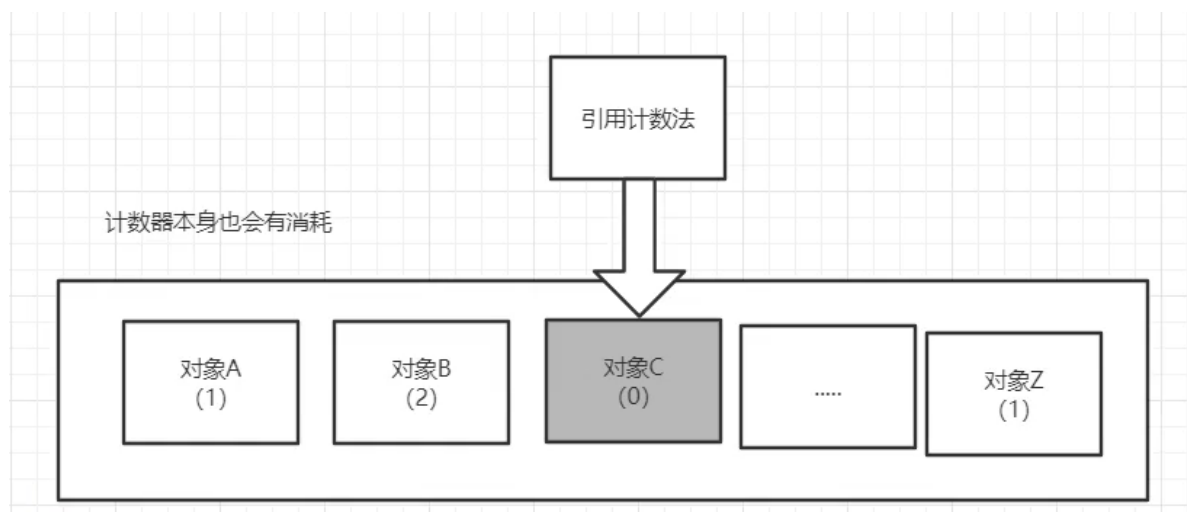 引用计数法
计数器本身也会有消耗
对象A
(1)
对象B
(2)
对象C
(0)
.....
对象Z
(1)